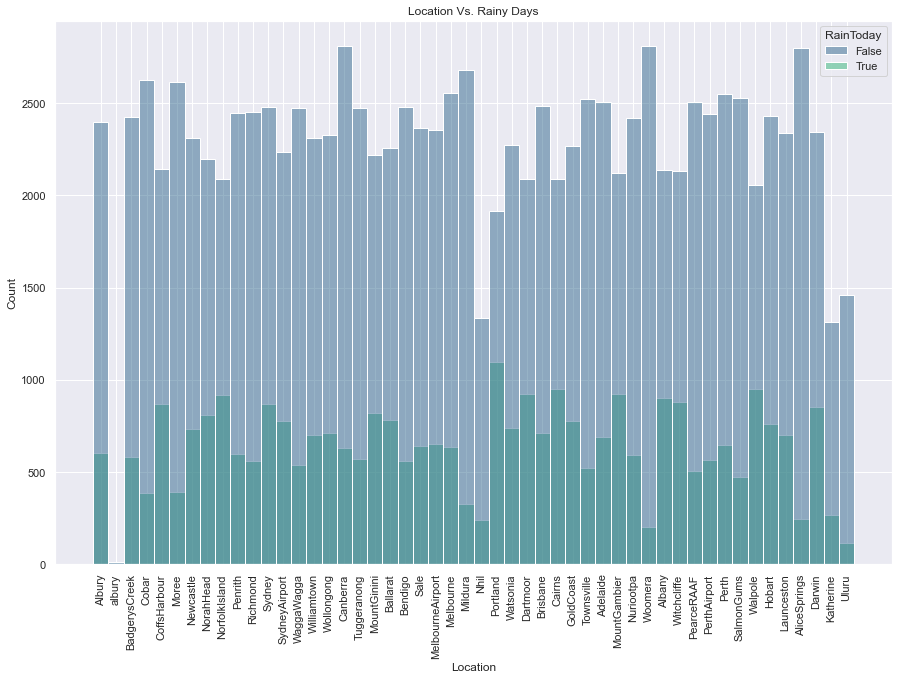 Location Vs. Rainy Days
RainToday
False
True
Count
2500
2000
1500
1000
500
0
Albury
albury
BadgerysCreek
Cobar
CoffsHarbour
Moree
Newcastle
NorahHead
NorfolkIsland
Penrith
Richmond
Sydney
SydneyAirport
WaggaWagga
Williamtown
Wollongong
Canberra
Tuggeranong
MountGinini
Ballarat
Bendigo
Sale
MelbourneAirport
Melbourne
Mildura
Nhil
Portland
Watsonia
Dartmoor
Brisbane
Cairns
GoldCoast
Townsville
Adelaide
MountGambier
Nuriootpa
Woomera
Albany
Witchcliffe
PearceRAAF
PerthAirport
Perth
SalmonGums
Walpole
Hobart
Launceston
AliceSprings
Darwin
Katherine
Uluru
Location